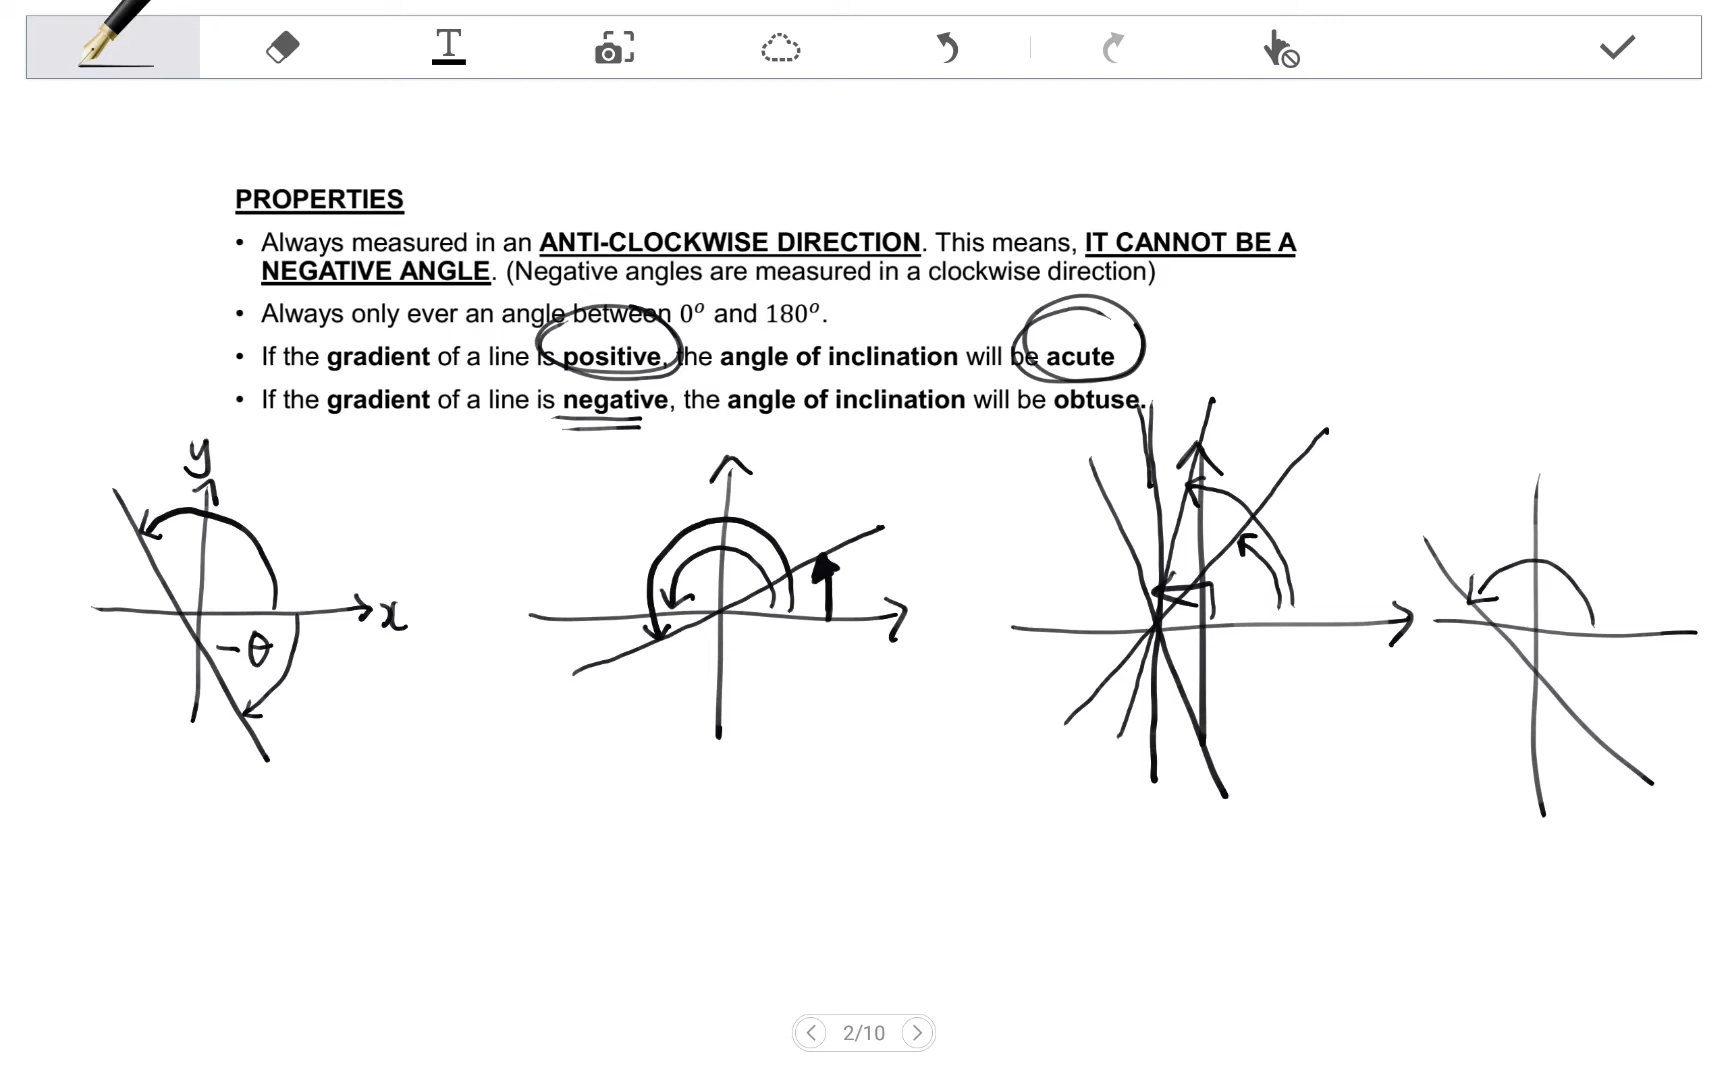 T
PROPERTIES
• Always measured in an ANTI-CLOCKWISE DIRECTION. This means, IT CANNOT BE A
NEGATIVE ANGLE. (Negative angles are measured in a clockwise direction)
• Always only ever an angle between 0° and 180°.
• If the gradient of a line is positive, the angle of inclination will be acute
• If the gradient of a line is negative, the angle of inclination will be obtuse.
y
x
-θ
2/10